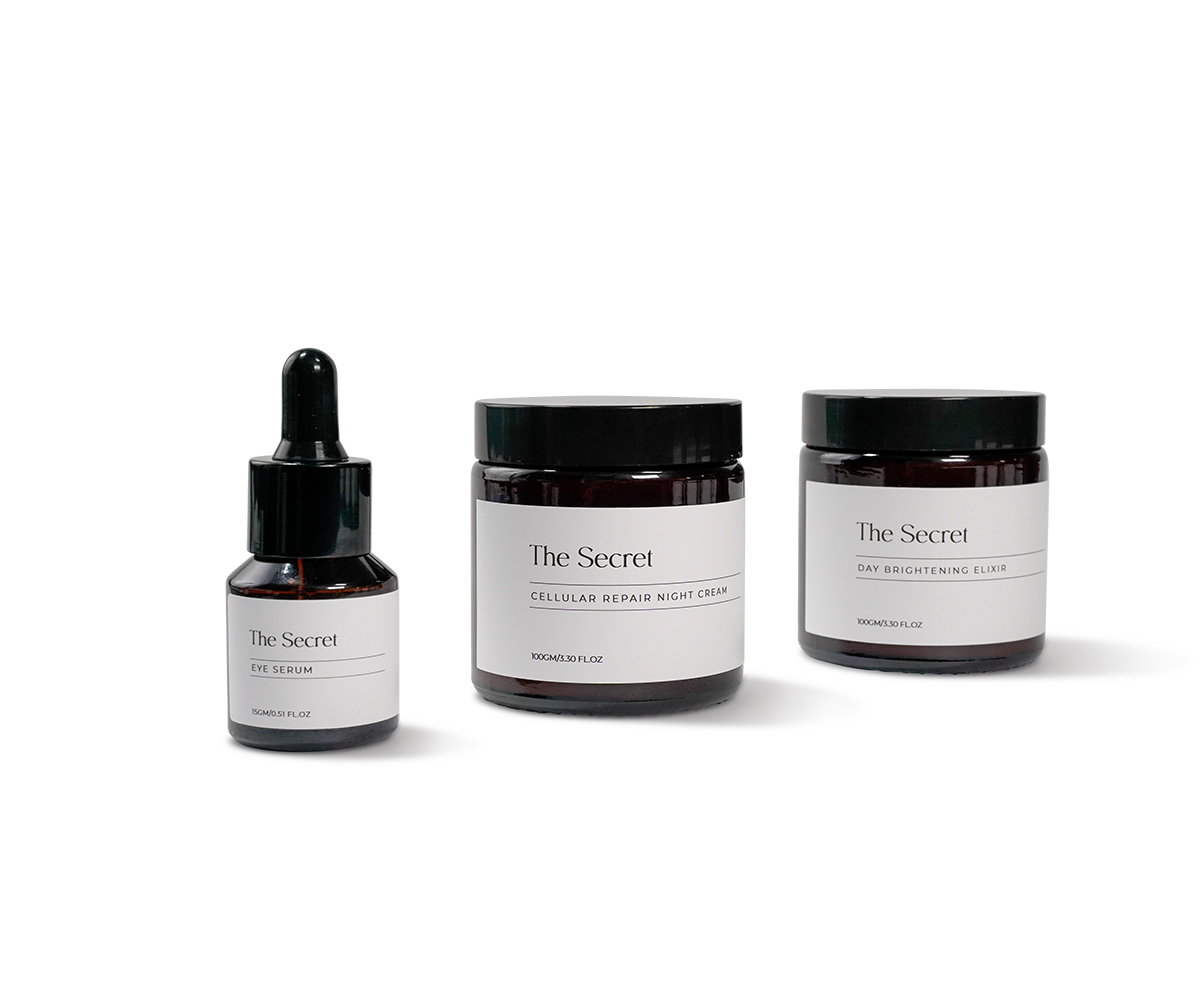 The Secret
EYE SERUM
15GM/0.51 FL.OZ
The Secret
CELLULAR REPAIR NIGHT CREAM
100GM/3.30 FL.OZ
The Secret
DAY BRIGHTENING ELIXIR
100GM/3.30 FL.OZ